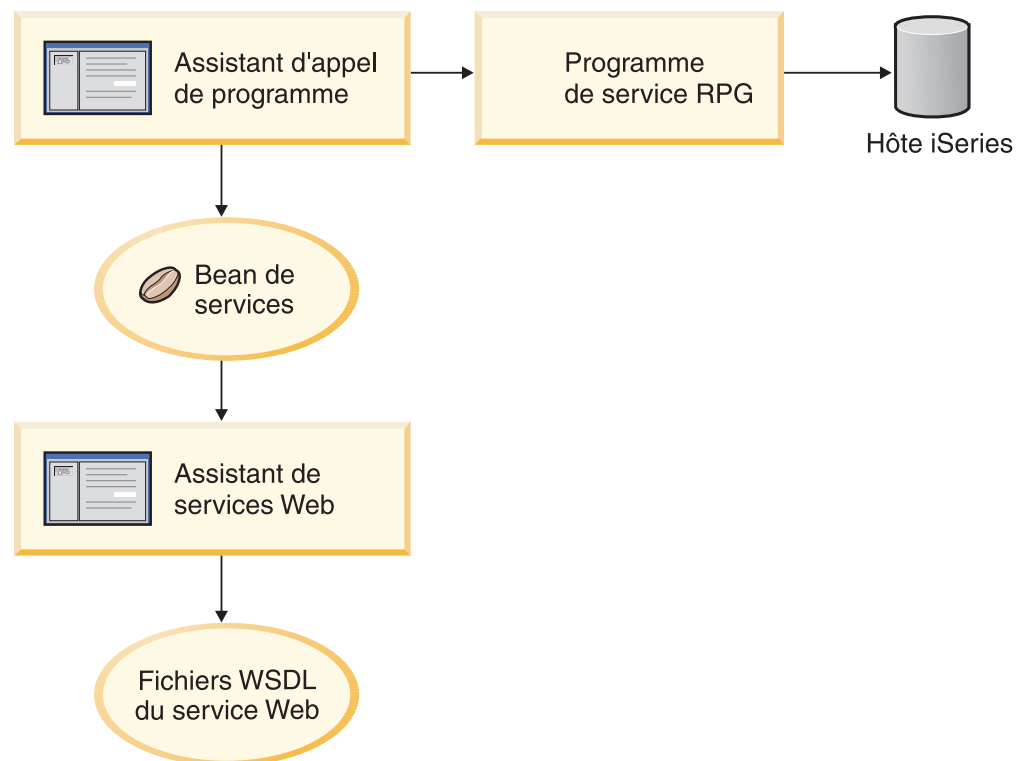 Assistant d'appel
de programme
Programme
de service RPG
Hôte iSeries
Bean de
services
Assistant de
services Web
Fichiers WSDL
du service Web